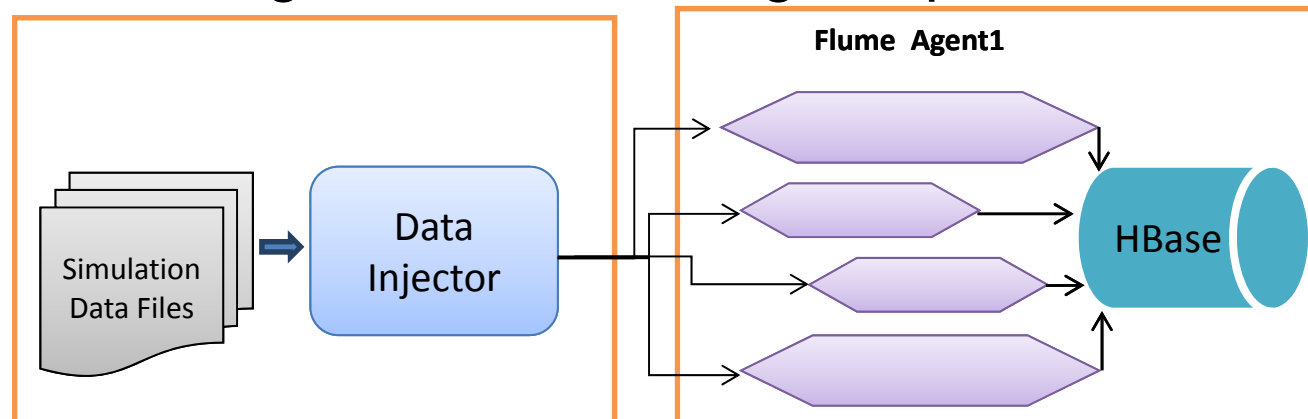 Flume Agent1
Simulation
Data Files
Data
Injector
HBase